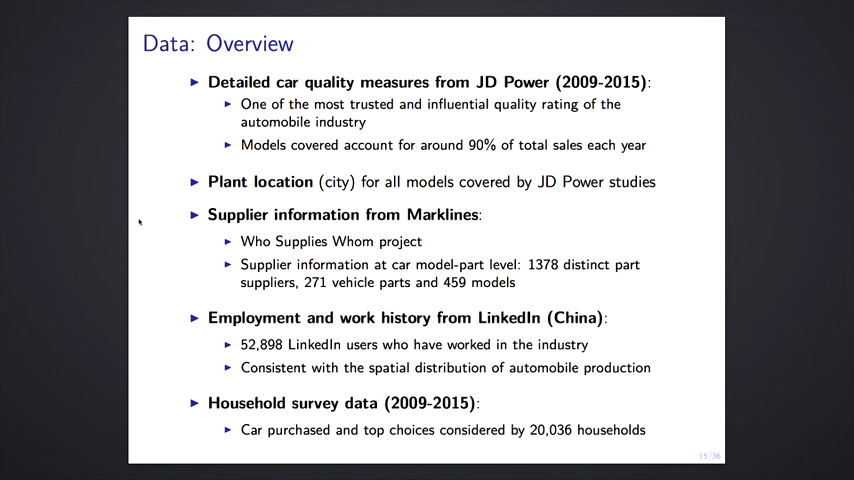 Data: Overview
Detailed car quality measures from JD Power (2009-2015):
One of the most trusted and influential quality rating of the
automobile industry
Models covered account for around 90% of total sales each year
Plant location (city) for all models covered by JD Power studies
Supplier information from Marklines:
Who Supplies Whom project
Supplier information at car model-part level: 1378 distinct part
suppliers, 271 vehicle parts and 459 models
Employment and work history from LinkedIn (China):
52,898 LinkedIn users who have worked in the industry
Consistent with the spatial distribution of automobile production
Household survey data (2009-2015):
Car purchased and top choices considered by 20,036 households
15/36